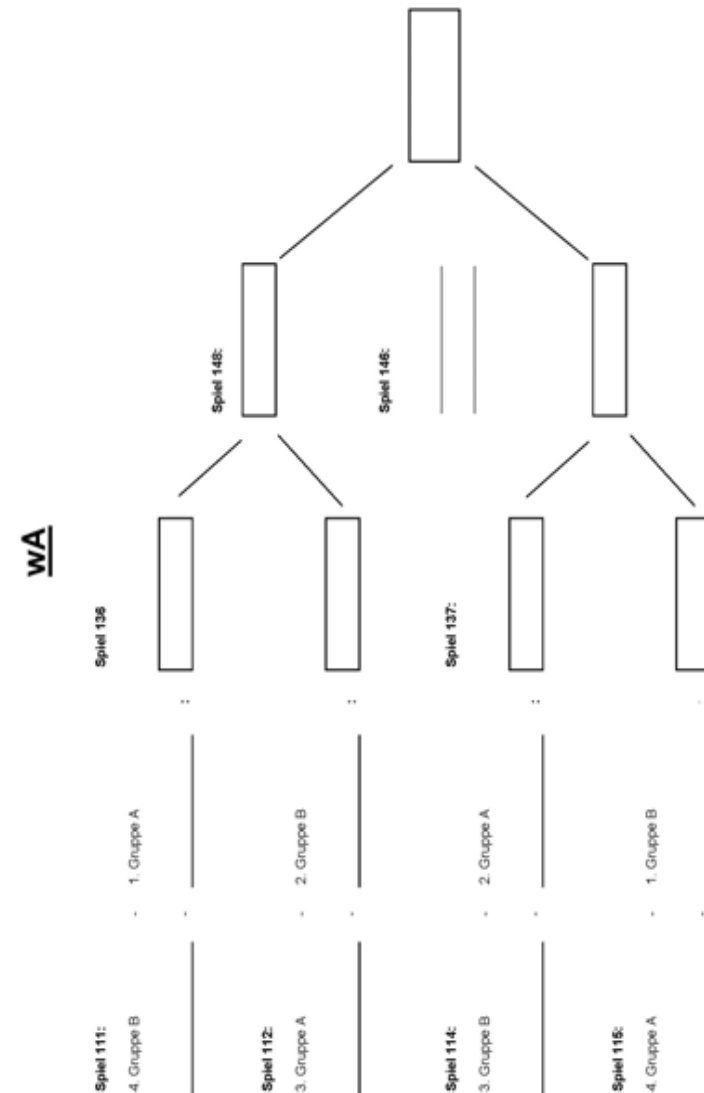 wA
Spiel 111:
4. Gruppe B - 1. Gruppe A
- :
Spiel 112:
3. Gruppe A - 2. Gruppe B
- :
Spiel 114:
3. Gruppe B - 2. Gruppe A
- :
Spiel 115:
4. Gruppe A - 1. Gruppe B
- :
Spiel 136
Spiel 137:
Spiel 148:
Spiel 146: